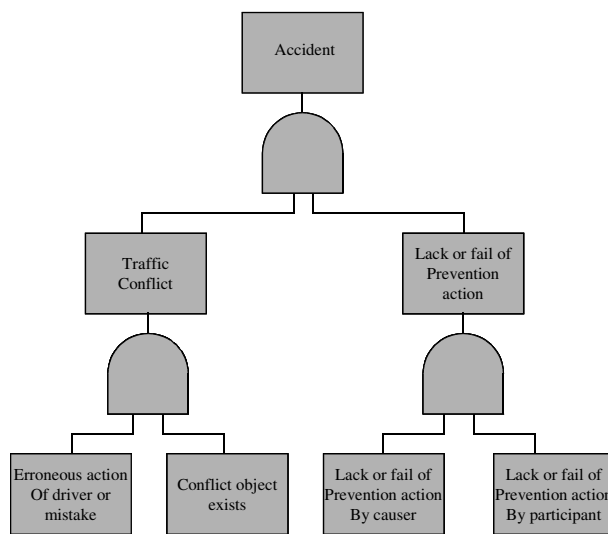 Accident
Traffic
Conflict
Lack or fail of
Prevention
action
Erroneous action
Of driver or
mistake
Conflict object
exists
Lack or fail of
Prevention action
By causer
Lack or fail of
Prevention action
By participant